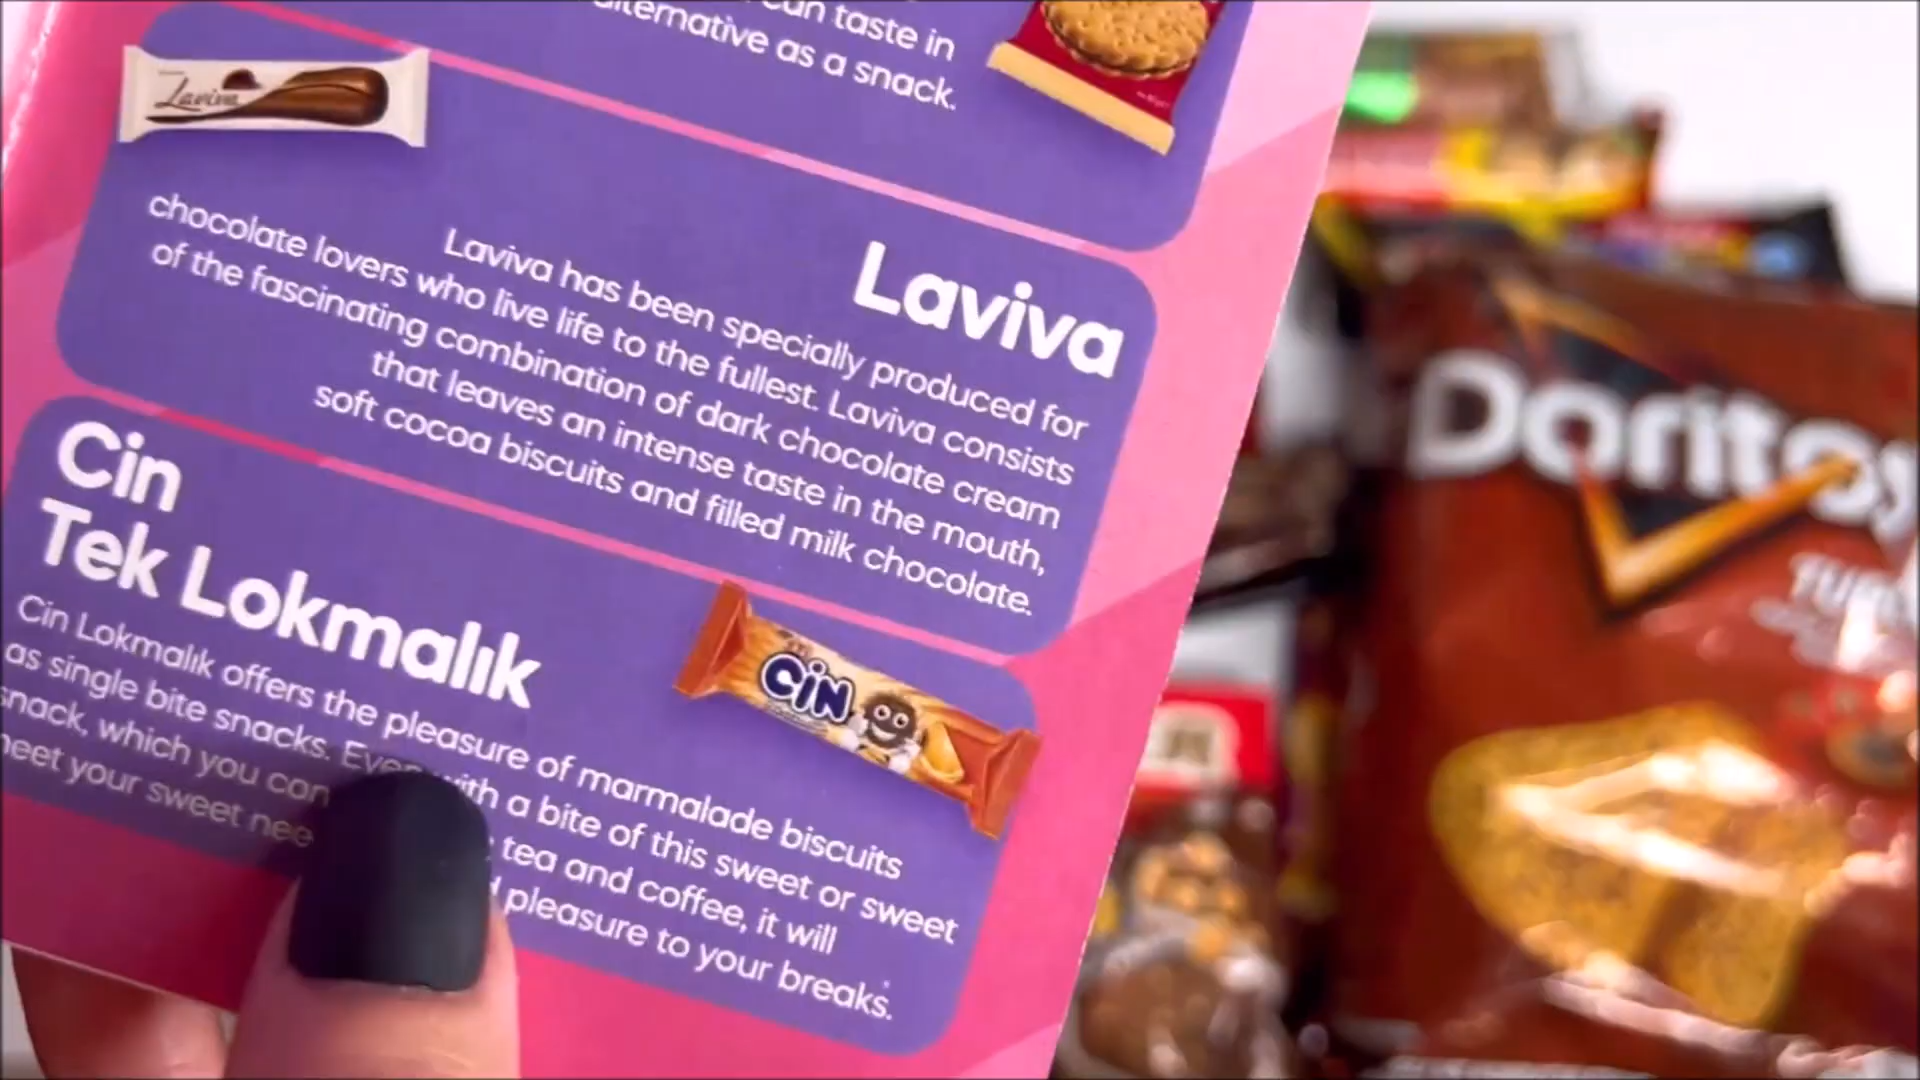 can taste in
alternative as a snack.
Laviva
Laviva
Laviva has been specially produced for
chocolate lovers who live life to the fullest. Laviva consists
of the fascinating combination of dark chocolate cream
that leaves an intense taste in the mouth,
soft cocoa biscuits and filled milk chocolate.
Cin
Tek Lokmalık
CİN
Cin Lokmalık offers the pleasure of marmalade biscuits
as single bite snacks. Even with a bite of this sweet or sweet
snack, which you can tea and coffee, it will
meet your sweet nee pleasure to your breaks.
Doritos